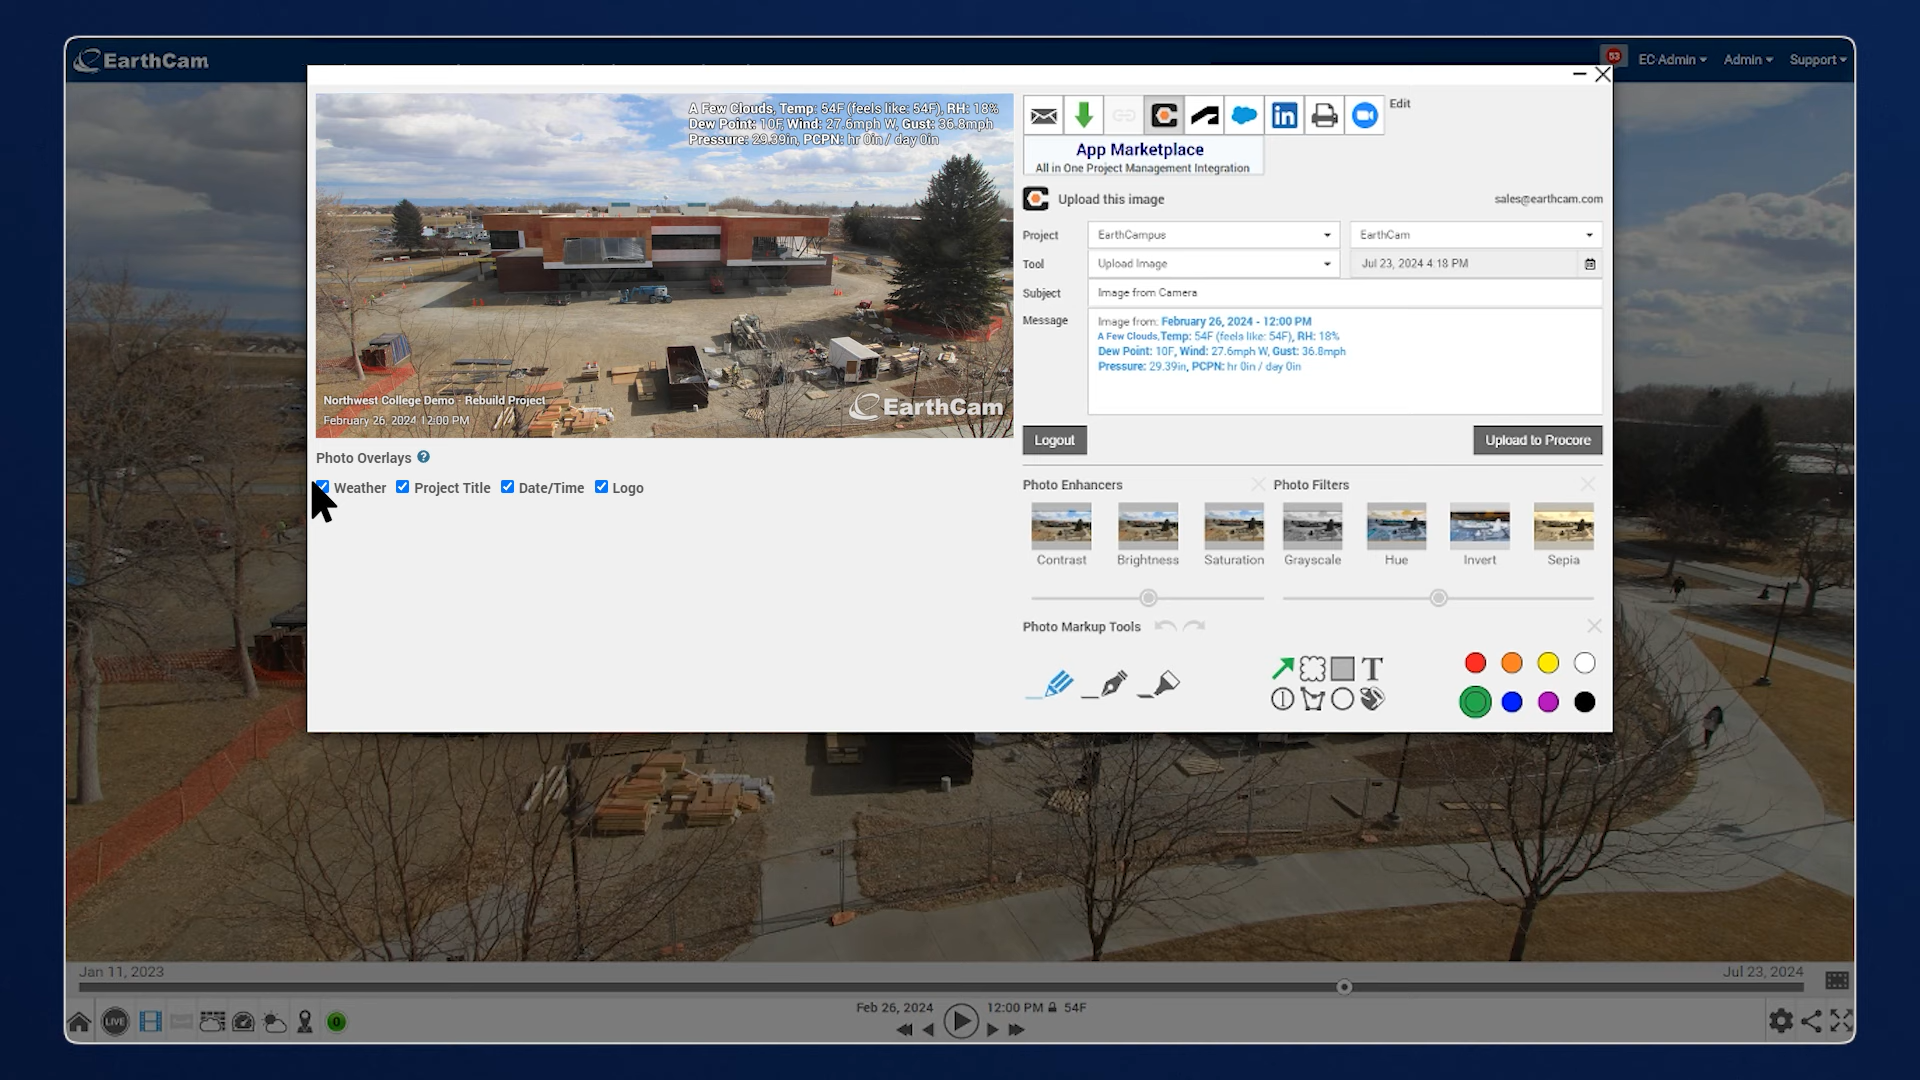 EarthCam
53
EC Admin
Admin
Support
A Few Clouds, Temp: 54F (feels like: 54F), RH: 18%
Dew Point: 10F, Wind: 27.6mph W, Gust: 36.8mph
Pressure: 29.39in, PCPN: hr 0in / day 0in
Northwest College Demo - Rebuild Project
February 26, 2024 12:00 PM
EarthCam
Photo Overlays ?
Weather Project Title Date/Time Logo
in
Edit
App Marketplace
All in One Project Management Integration
Upload this image
sales@earthcam.com
Project EarthCampus EarthCam
Tool Upload Image Jul 23, 2024 4:18 PM
Subject Image from Camera
Message Image from: February 26, 2024 - 12:00 PM
A Few Clouds,Temp: 54F (feels like: 54F), RH: 18%
Dew Point: 10F, Wind: 27.6mph W, Gust: 36.8mph
Pressure: 29.39in, PCPN: hr 0in / day 0in
Logout
Upload to Procore
Photo Enhancers
Photo Filters
Contrast Brightness Saturation Grayscale Hue Invert Sepia
Photo Markup Tools
T
Jan 11, 2023
Jul 23, 2024
LIVE
0
Feb 26, 2024
12:00 PM 54F